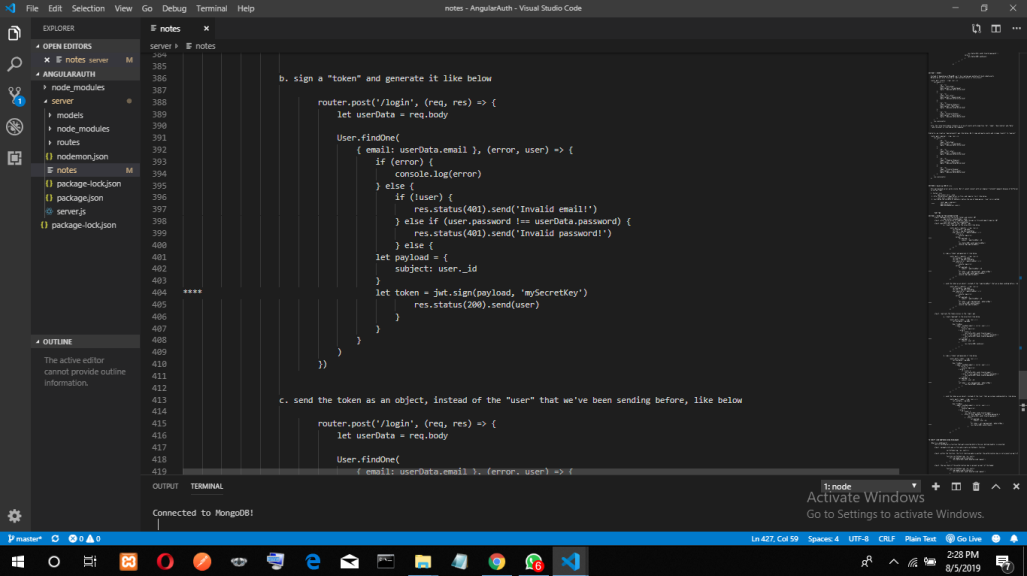 File Edit Selection View Go Debug Terminal Help
notes - AngularAuth - Visual Studio Code
EXPLORER
OPEN EDITORS
notes server M
ANGULARAUTH
node_modules
server
models
node_modules
routes
nodemon.json
notes M
package-lock.json
package.json
server.js
package-lock.json
OUTLINE
The active editor
cannot provide outline
information.
notes
server notes
384
385
386 b. sign a "token" and generate it like below
387
388 router.post('/login', (req, res) => {
389 let userData = req.body
390
391 User.findOne(
392 { email: userData.email }, (error, user) => {
393 if (error) {
394 console.log(error)
395 } else {
396 if (!user) {
397 res.status(401).send('Invalid email!')
398 } else if (user.password !== userData.password) {
399 res.status(401).send('Invalid password!')
400 } else {
401 let payload = {
402 subject: user._id
403 }
404 **** let token = jwt.sign(payload, 'mySecretKey')
405 res.status(200).send(user)
406 }
407 }
408 }
409 )
410 })
411
412
413 c. send the token as an object, instead of the "user" that we've been sending before, like below
414
415 router.post('/login', (req, res) => {
416 let userData = req.body
417
418 User.findOne(
419 { email: userData.email }, (error, user) => {
OUTPUT TERMINAL
1: node
Connected to MongoDB!
Activate Windows
Go to Settings to activate Windows.
1
master* 0 0
Ln 427, Col 59 Spaces: 4 UTF-8 CRLF Plain Text Go Live
6
2:28 PM
8/5/2019
7